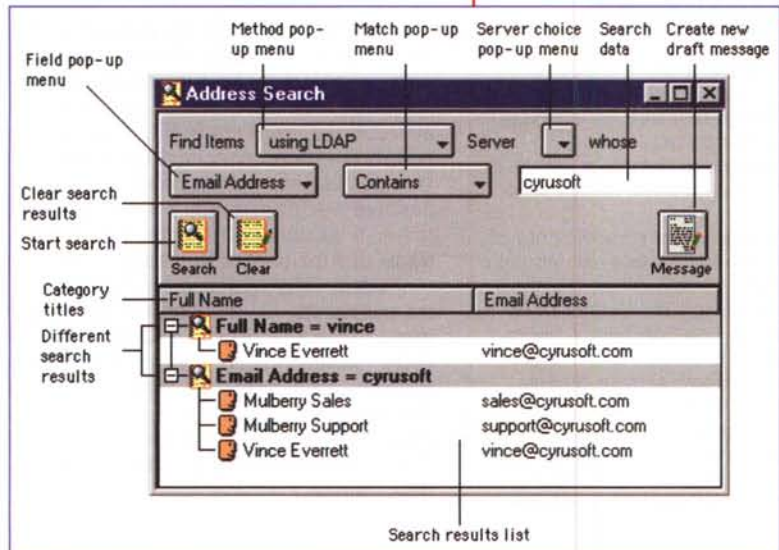 Method pop-
up menu
Match pop-up
menu
Server choice
pop-up menu
Search
data
Create new
draft message
Field pop-up
menu
Address Search
Find Items using LDAP Server whose
Email Address Contains cyrusoft
Clear search
results
Start search
Search Clear Message
Category
titles
Full Name Email Address
Different
search
results
Full Name = vince
Vince Everett vince@cyrusoft.com
Email Address = cyrusoft
Mulberry Sales sales@cyrusoft.com
Mulberry Support support@cyrusoft.com
Vince Everett vince@cyrusoft.com
Search results list